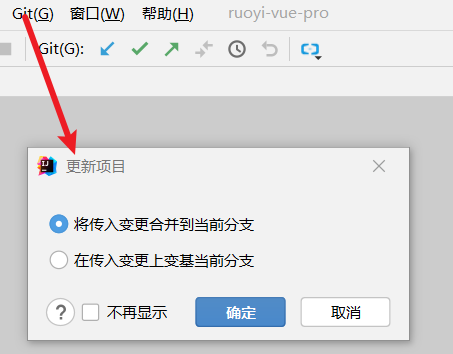 Git(G) 窗口(W) 帮助(H) ruoyi-vue-pro
Git(G):
更新项目
将传入变更合并到当前分支
在传入变更上变基当前分支
? 不再显示 确定 取消